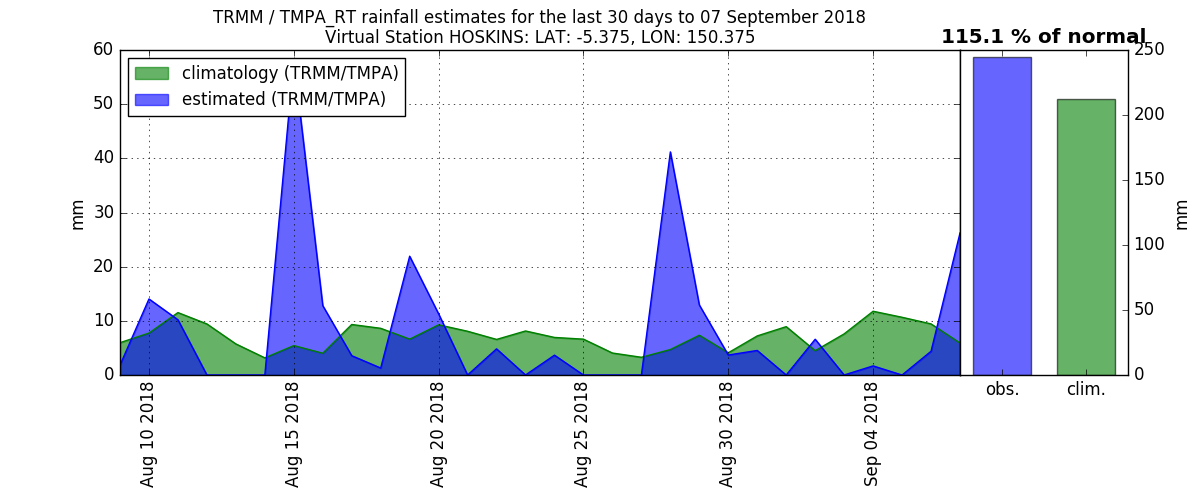 TRMM / TMPA_RT rainfall estimates for the last 30 days to 07 September 2018
Virtual Station HOSKINS: LAT: -5.375, LON: 150.375
115.1 % of normal
climatology (TRMM/TMPA)
estimated (TRMM/TMPA)
60
50
40
30
20
10
0
mm
Aug 10 2018
Aug 15 2018
Aug 20 2018
Aug 25 2018
Aug 30 2018
Sep 04 2018
250
200
150
100
50
0
mm
obs.
clim.